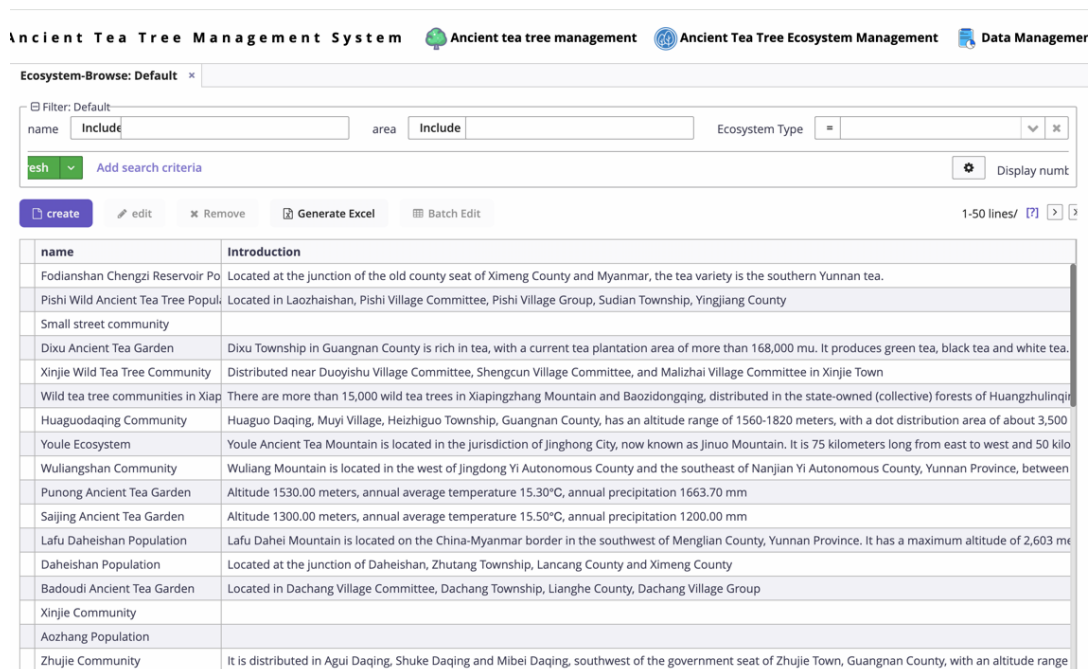 Ancient Tea Tree Management System Ancient tea tree management Ancient Tea Tree Ecosystem Management Data Managemen
Ecosystem-Browse: Default ×
Filter: Default
name Include area Include Ecosystem Type =
esh Add search criteria Display numb
create edit Remove Generate Excel Batch Edit 1-50 lines/ [?] >
name Introduction
Fodianshan Chengzi Reservoir Po Located at the junction of the old county seat of Ximeng County and Myanmar, the tea variety is the southern Yunnan tea.
Pishi Wild Ancient Tea Tree Popula Located in Laozhaishan, Pishi Village Committee, Pishi Village Group, Sudian Township, Yingjiang County
Small street community
Dixu Ancient Tea Garden Dixu Township in Guangnan County is rich in tea, with a current tea plantation area of more than 168,000 mu. It produces green tea, black tea and white tea.
Xinjie Wild Tea Tree Community Distributed near Duoyishu Village Committee, Shengcun Village Committee, and Malizhai Village Committee in Xinjie Town
Wild tea tree communities in Xiap There are more than 15,000 wild tea trees in Xiapingzhang Mountain and Baozidongqing, distributed in the state-owned (collective) forests of Huangzhulinqin
Huaguodaqing Community Huaguo Daqing, Muyi Village, Heizhiguo Township, Guangnan County, has an altitude range of 1560-1820 meters, with a dot distribution area of about 3,500
Youle Ecosystem Youle Ancient Tea Mountain is located in the jurisdiction of Jinghong City, now known as Jinuo Mountain. It is 75 kilometers long from east to west and 50 kilo
Wuliangshan Community Wuliang Mountain is located in the west of Jingdong Yi Autonomous County and the southeast of Nanjian Yi Autonomous County, Yunnan Province, between
Punong Ancient Tea Garden Altitude 1530.00 meters, annual average temperature 15.30°C, annual precipitation 1663.70 mm
Saijing Ancient Tea Garden Altitude 1300.00 meters, annual average temperature 15.50°C, annual precipitation 1200.00 mm
Lafu Daheishan Population Lafu Dahei Mountain is located on the China-Myanmar border in the southwest of Menglian County, Yunnan Province. It has a maximum altitude of 2,603 me
Daheishan Population Located at the junction of Daheishan, Zhutang Township, Lancang County and Ximeng County
Badoudi Ancient Tea Garden Located in Dachang Village Committee, Dachang Township, Lianghe County, Dachang Village Group
Xinjie Community
Aozhang Population
Zhujie Community It is distributed in Agui Daqing, Shuke Daqing and Mibei Daqing, southwest of the government seat of Zhujie Town, Guangnan County, with an altitude range